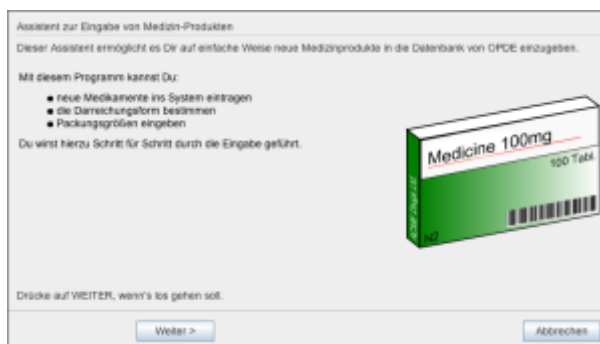 Assistent zur Eingabe von Medizin-Produkten
Dieser Assistent ermöglicht es Dir auf einfache Weise neue Medizinprodukte in die Datenbank von OPDE einzugeben.
Mit diesem Programm kannst Du:
neue Medikamente ins System eintragen
die Darreichungsform bestimmen
Packungsgrößen eingeben
Du wirst hierzu Schritt für Schritt durch die Eingabe geführt.
Medicine 100mg
100 Tabl.
N2
Drücke auf WEITER, wenn's los gehen soll.
Weiter >
Abbrechen